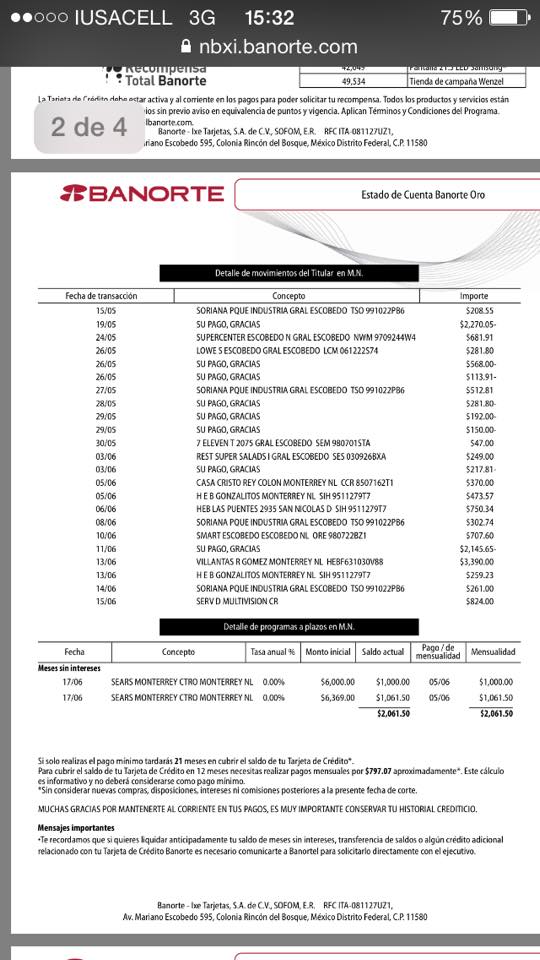 IUSACELL 3G 15:32 75%
nbxi.banorte.com
Recompensa
Total Banorte
42,049 Pantalla 21.5 LED Samsung*
49,534 Tienda de campaña Wenzel
La Tarjeta de Crédito debe estar activa y al corriente en los pagos para poder solicitar tu recompensa. Todos los productos y servicios están
ios sin previo aviso en equivalencia de puntos y vigencia. Aplican Términos y Condiciones del Programa.
lbanorte.com.
2 de 4
Banorte - Ixe Tarjetas, S.A. de C.V., SOFOM, E.R. RFC ITA-081127UZ1,
riano Escobedo 595, Colonia Rincón del Bosque, México Distrito Federal, C.P. 11580
BANORTE
Estado de Cuenta Banorte Oro
Detalle de movimientos del Titular en M.N.
Fecha de transacción Concepto Importe
15/05 SORIANA PQUE INDUSTRIA GRAL ESCOBEDO TSO 991022PB6 $208.55
19/05 SU PAGO, GRACIAS $2,270.05-
24/05 SUPERCENTER ESCOBEDO N GRAL ESCOBEDO NWM 9709244W4 $681.91
26/05 LOWE S ESCOBEDO GRAL ESCOBEDO LCM 061222S74 $281.80
26/05 SU PAGO, GRACIAS $568.00-
26/05 SU PAGO, GRACIAS $113.91-
27/05 SORIANA PQUE INDUSTRIA GRAL ESCOBEDO TSO 991022PB6 $512.81
28/05 SU PAGO, GRACIAS $281.80-
29/05 SU PAGO, GRACIAS $192.00-
29/05 SU PAGO, GRACIAS $150.00-
30/05 7 ELEVEN T 2075 GRAL ESCOBEDO SEM 980701STA $47.00
03/06 REST SUPER SALADS I GRAL ESCOBEDO SES 030926BXA $249.00
03/06 SU PAGO, GRACIAS $217.81-
05/06 CASA CRISTO REY COLON MONTERREY NL CCR 8507162T1 $370.00
05/06 H E B GONZALITOS MONTERREY NL SIH 9511279T7 $473.57
06/06 HEB LAS PUENTES 2935 SAN NICOLAS D SIH 9511279T7 $750.34
08/06 SORIANA PQUE INDUSTRIA GRAL ESCOBEDO TSO 991022PB6 $302.74
10/06 SMART ESCOBEDO ESCOBEDO NL ORE 980722BZ1 $707.60
11/06 SU PAGO, GRACIAS $2,145.65-
13/06 VILLANTAS R GOMEZ MONTERREY NL HEBF631030V88 $3,390.00
13/06 H E B GONZALITOS MONTERREY NL SIH 9511279T7 $259.23
14/06 SORIANA PQUE INDUSTRIA GRAL ESCOBEDO TSO 991022PB6 $261.00
15/06 SERV D MULTIVISION CR $824.00
Detalle de programas a plazos en M.N.
Fecha Concepto Tasa anual % Monto inicial Saldo actual Pago / de mensualidad Mensualidad
Meses sin intereses
17/06 SEARS MONTERREY CTRO MONTERREY NL 0.00% $6,000.00 $1,000.00 05/06 $1,000.00
17/06 SEARS MONTERREY CTRO MONTERREY NL 0.00% $6,369.00 $1,061.50 05/06 $1,061.50
$2,061.50 $2,061.50
Si solo realizas el pago mínimo tardarás 21 meses en cubrir el saldo de tu Tarjeta de Crédito*.
Para cubrir el saldo de tu Tarjeta de Crédito en 12 meses necesitas realizar pagos mensuales por $797.07 aproximadamente*. Este cálculo
es informativo y no deberá considerarse como pago mínimo.
*Sin considerar nuevas compras, disposiciones, intereses ni comisiones posteriores a la presente fecha de corte.
MUCHAS GRACIAS POR MANTENERTE AL CORRIENTE EN TUS PAGOS, ES MUY IMPORTANTE CONSERVAR TU HISTORIAL CREDITICIO.
Mensajes importantes
•Te recordamos que si quieres liquidar anticipadamente tu saldo de meses sin intereses, transferencia de saldos o algún crédito adicional
relacionado con tu Tarjeta de Crédito Banorte es necesario comunicarte a Banortel para solicitarlo directamente con el ejecutivo.
Banorte - Ixe Tarjetas, S.A. de C.V., SOFOM, E.R. RFC ITA-081127UZ1,
Av. Mariano Escobedo 595, Colonia Rincón del Bosque, México Distrito Federal, C.P. 11580